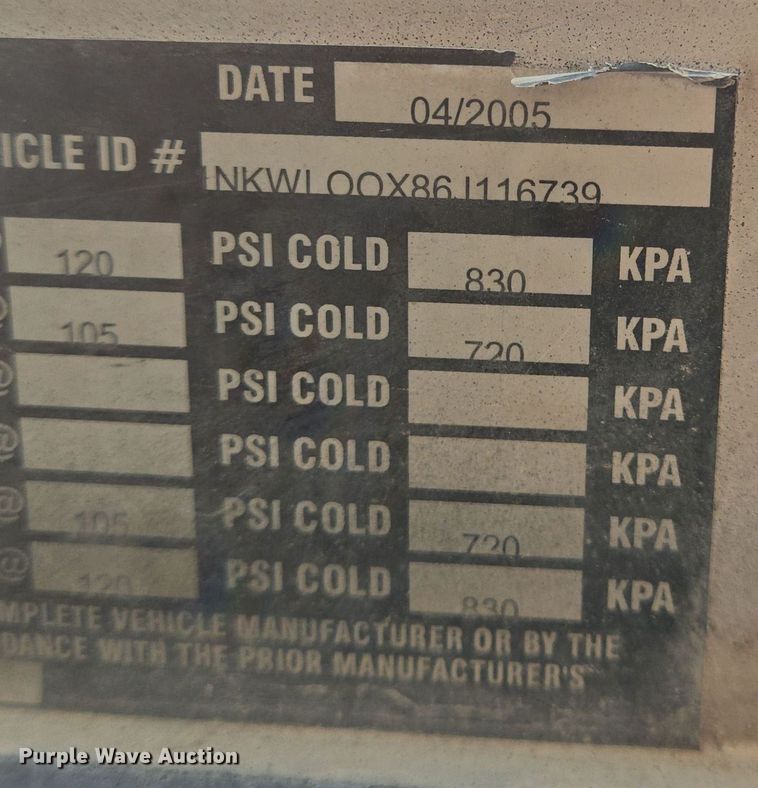 DATE 04/2005
ICLE ID # NKWLOOX86J116739
120 PSI COLD 830 KPA
@ 105 PSI COLD 720 KPA
@ PSI COLD KPA
@ PSI COLD KPA
@ 105 PSI COLD 720 KPA
@ 120 PSI COLD 830 KPA
MPLETE VEHICLE MANUFACTURER OR BY THE
DANCE WITH THE PRIOR MANUFACTURER'S
Purple Wave Auction